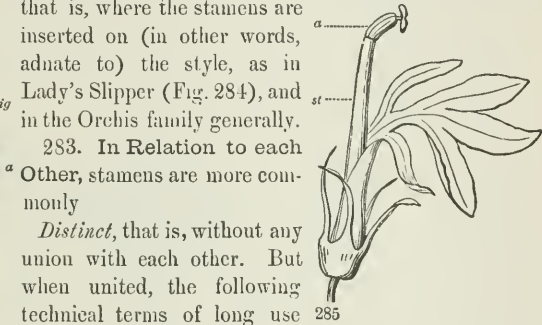 that is, where the stamens are
inserted on (in other words,
adnate to) the style, as in
Lady's Slipper (Fig. 284), and
in the Orchis family generally.
283. In Relation to each
Other, stamens are more com-
monly
Distinct, that is, without any
union with each other. But
when united, the following
technical terms of long use
ig
a
a
st
285